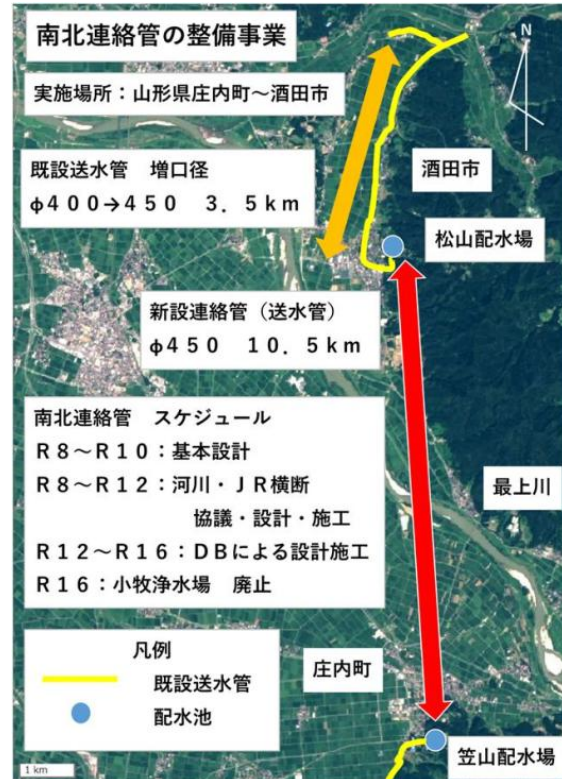 南北連絡管の整備事業
実施場所：山形県庄内町～酒田市
既設送水管　増口径
φ４００→４５０　３．５ｋｍ
N
酒田市
松山配水場
新設連絡管（送水管）
φ４５０　１０．５ｋｍ
南北連絡管　スケジュール
Ｒ８～Ｒ１０：基本設計
Ｒ８～Ｒ１２：河川・ＪＲ横断
協議・設計・施工
Ｒ１２～Ｒ１６：ＤＢによる設計施工
Ｒ１６：小牧浄水場　廃止
最上川
凡例
既設送水管
配水池
庄内町
笠山配水場
1 km